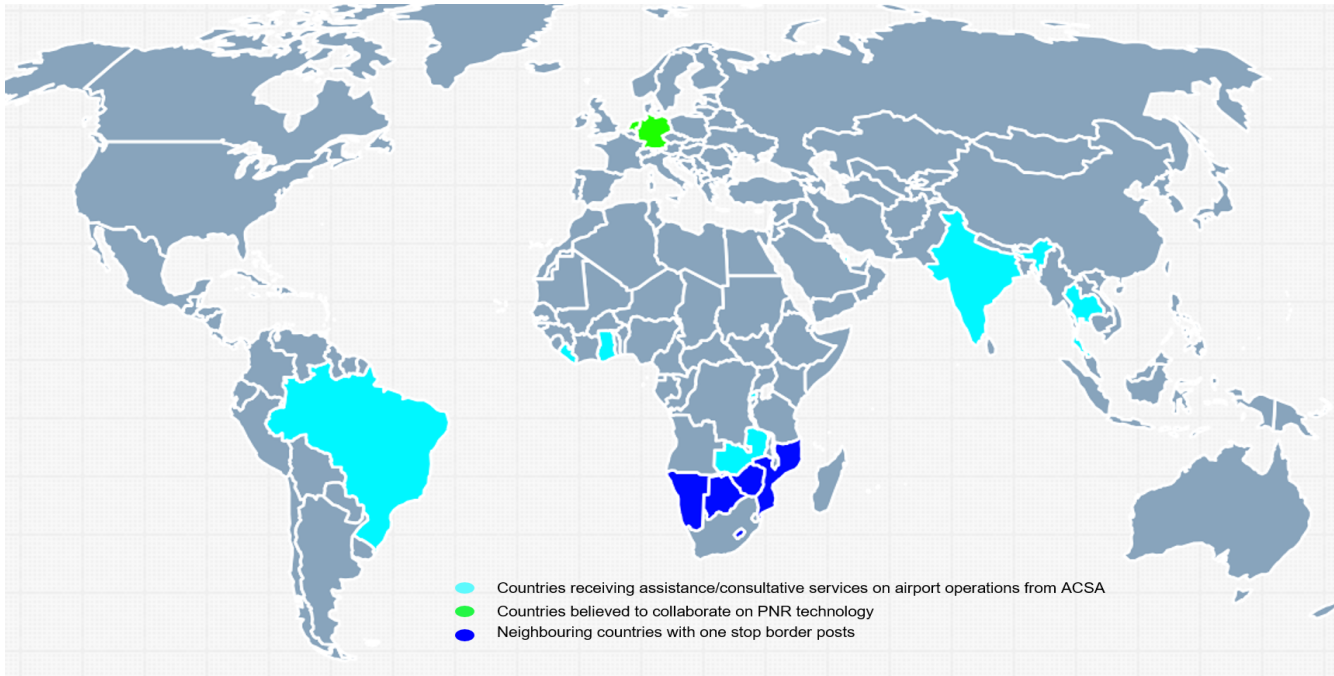 Countries receiving assistance/consultative services on airport operations from ACSA
Countries believed to collaborate on PNR technology
Neighbouring countries with one stop border posts